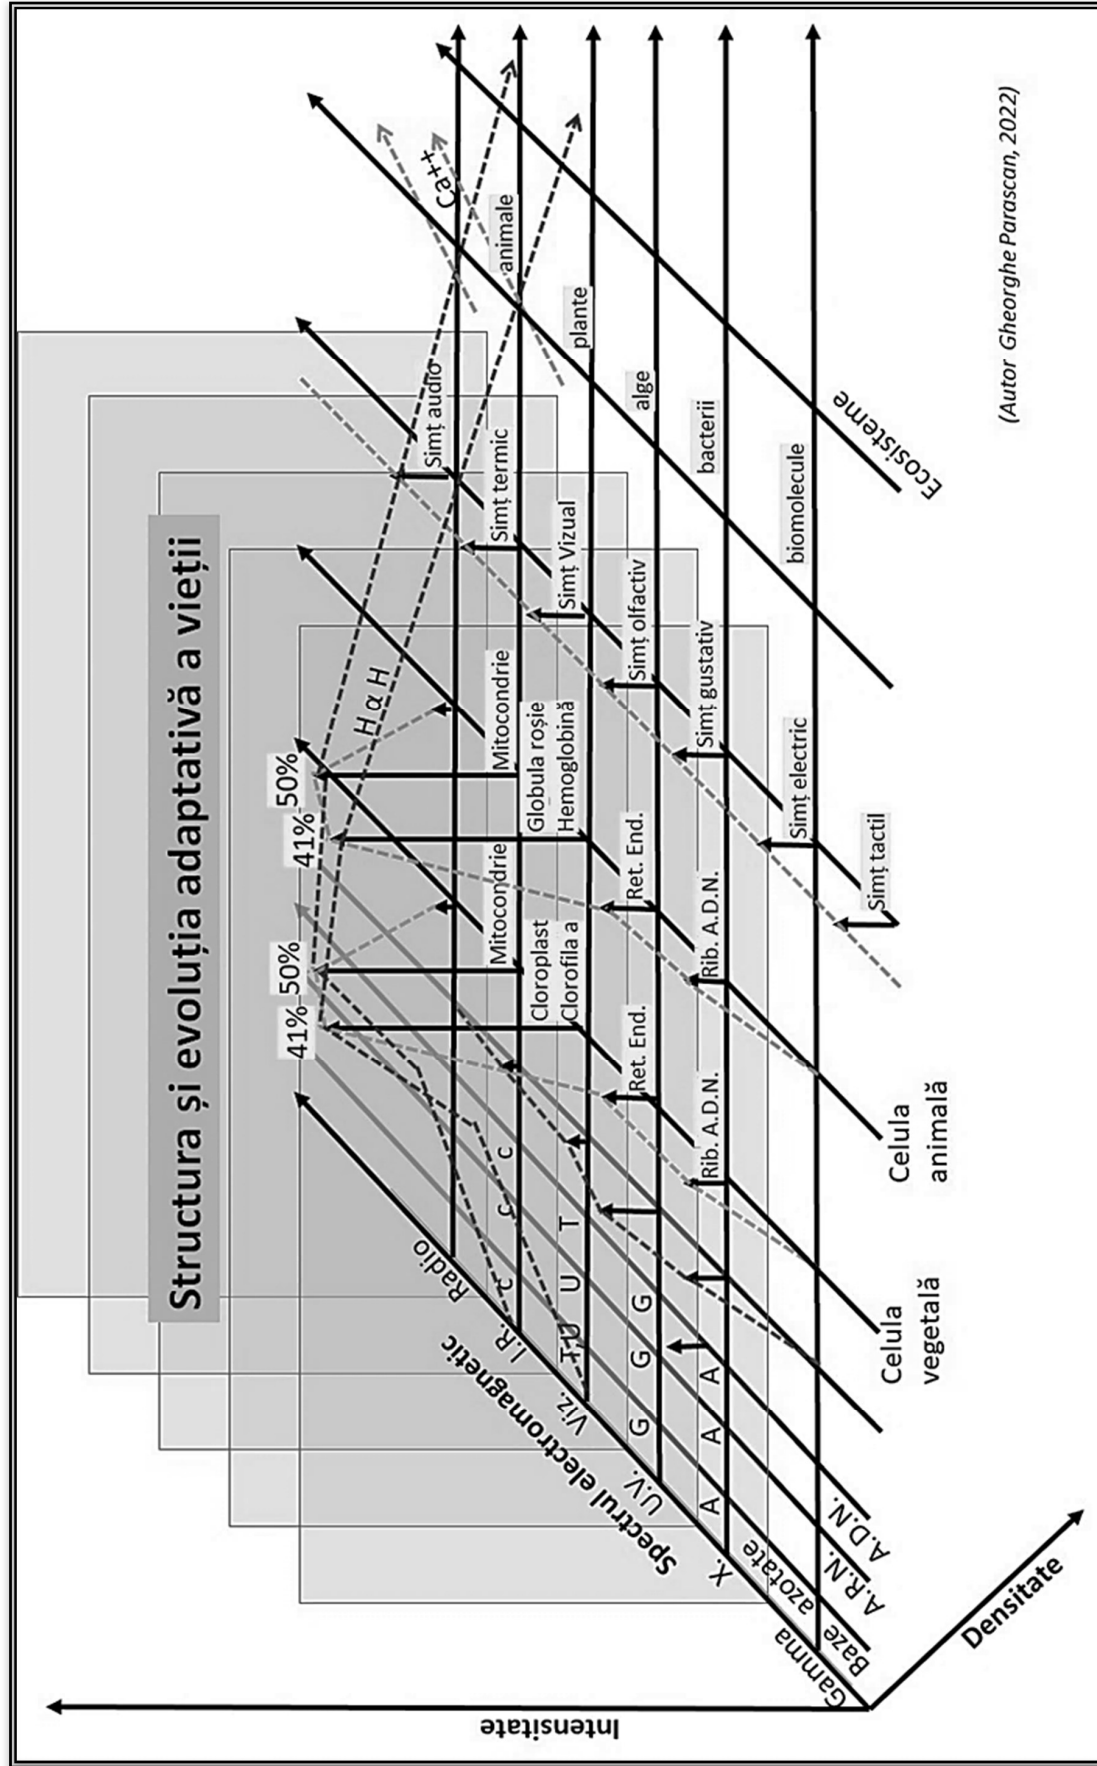 Structura și evoluția adaptativă a vieții
Intensitate
Densitate
Spectrul electromagnetic
Gamma
X.
U.V.
Viz.
I.R.
Radio
Baze
azotate
A.R.N.
A.D.N.
A A A
G G G
TU U T
C C C
Celula
vegetală
Rib. A.D.N.
Ret. End.
Cloroplast
Clorofila a
Mitocondrie
41%
50%
Celula
animală
Rib. A.D.N.
Ret. End.
Globula roșie
Hemoglobină
Mitocondrie
41%
50%
H α H
Simț tactil
Simț electric
Simț gustativ
Simț olfactiv
Simț Vizual
Simț termic
Simț audio
biomolecule
bacterii
alge
plante
animale
Ca++
Ecosisteme
(Autor Gheorghe Parascan, 2022)